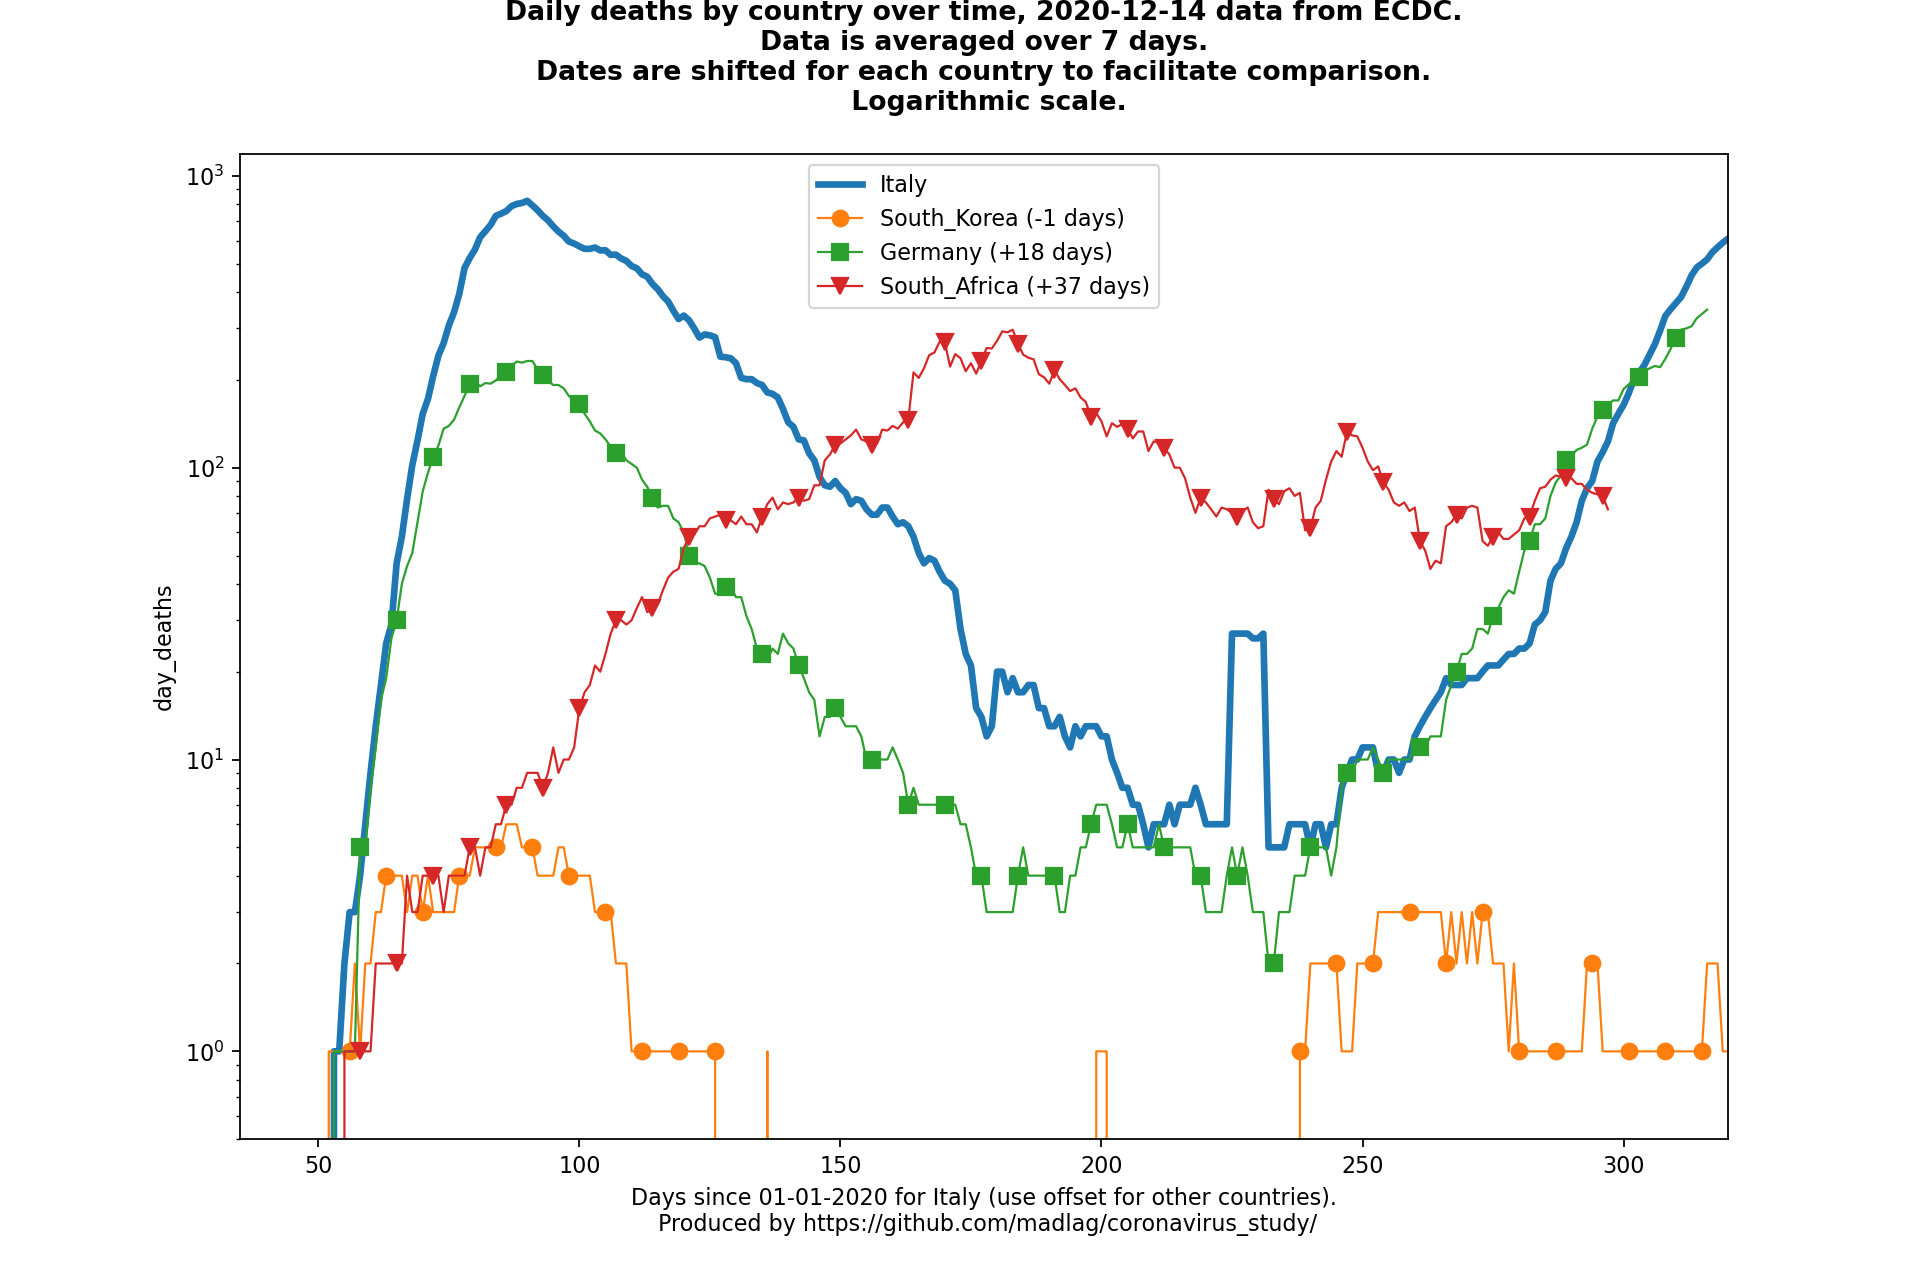 Daily deaths by country over time, 2020-12-14 data from ECDC.
Data is averaged over 7 days.
Dates are shifted for each country to facilitate comparison.
Logarithmic scale.
10³
Italy
South_Korea (-1 days)
Germany (+18 days)
South_Africa (+37 days)
10²
day_deaths
10¹
10⁰
50 100 150 200 250 300
Days since 01-01-2020 for Italy (use offset for other countries).
Produced by https://github.com/madlag/coronavirus_study/